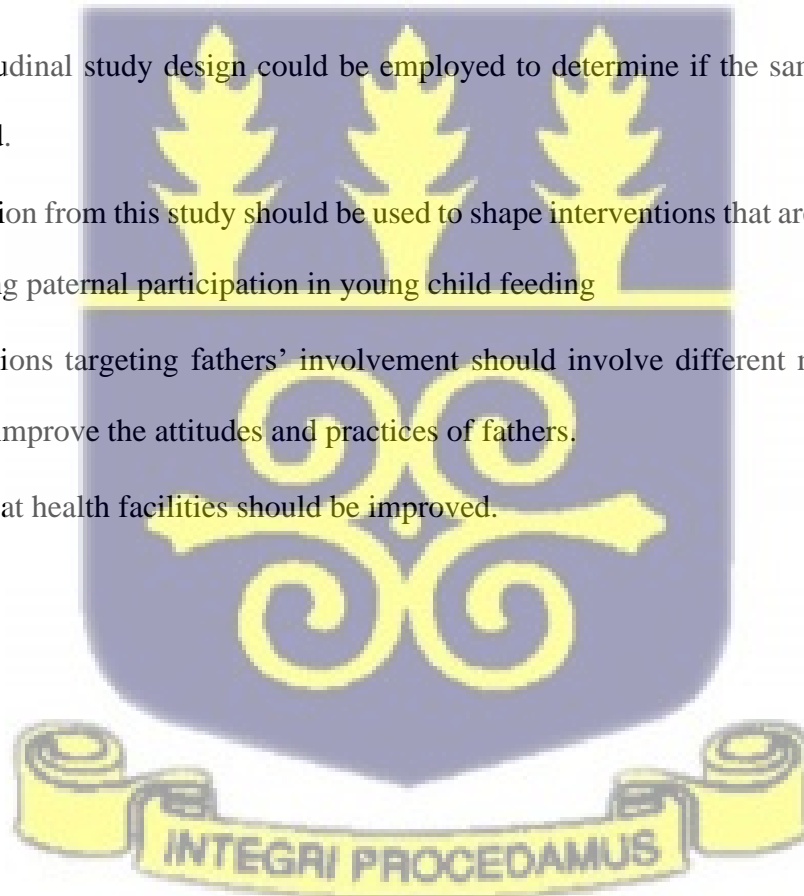 udinal study design could be employed to determine if the sar
l.
ion from this study should be used to shape interventions that are
ng paternal participation in young child feeding
ions targeting fathers’ involvement should involve different r
improve the attitudes and practices of fathers.
at health facilities should be improved.
INTEGRI PROCEDAMUS